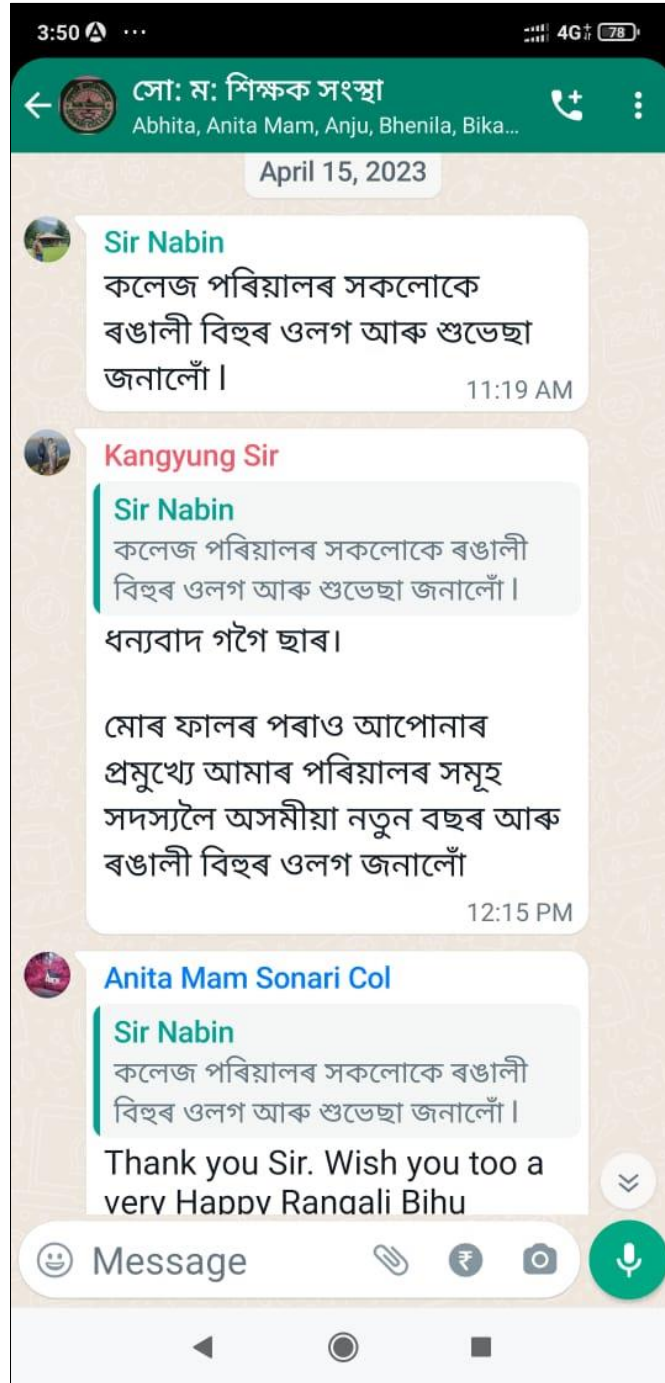 3:50 ...
4G 78
সো: ম: শিক্ষক সংস্থা
Abhita, Anita Mam, Anju, Bhenila, Bika...
April 15, 2023
Sir Nabin
কলেজ পৰিয়ালৰ সকলোকে
ৰঙালী বিহুৰ ওলগ আৰু শুভেছা
জনালোঁ l
11:19 AM
Kangyung Sir
Sir Nabin
কলেজ পৰিয়ালৰ সকলোকে ৰঙালী
বিহুৰ ওলগ আৰু শুভেছা জনালোঁ l
ধন্যবাদ গগৈ ছাৰ।
মোৰ ফালৰ পৰাও আপোনাৰ
প্ৰমুখ্যে আমাৰ পৰিয়ালৰ সমূহ
সদস্যলৈ অসমীয়া নতুন বছৰ আৰু
ৰঙালী বিহুৰ ওলগ জনালোঁ
12:15 PM
Anita Mam Sonari Col
Sir Nabin
কলেজ পৰিয়ালৰ সকলোকে ৰঙালী
বিহুৰ ওলগ আৰু শুভেছা জনালোঁ l
Thank you Sir. Wish you too a
very Happy Rangali Bihu
Message